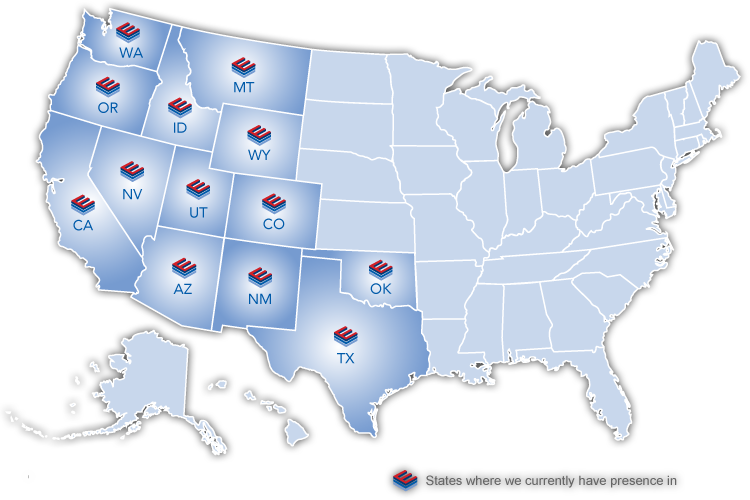 WA
MT
OR
ID
WY
NV
UT
CO
CA
AZ
NM
OK
TX
States where we currently have presence in